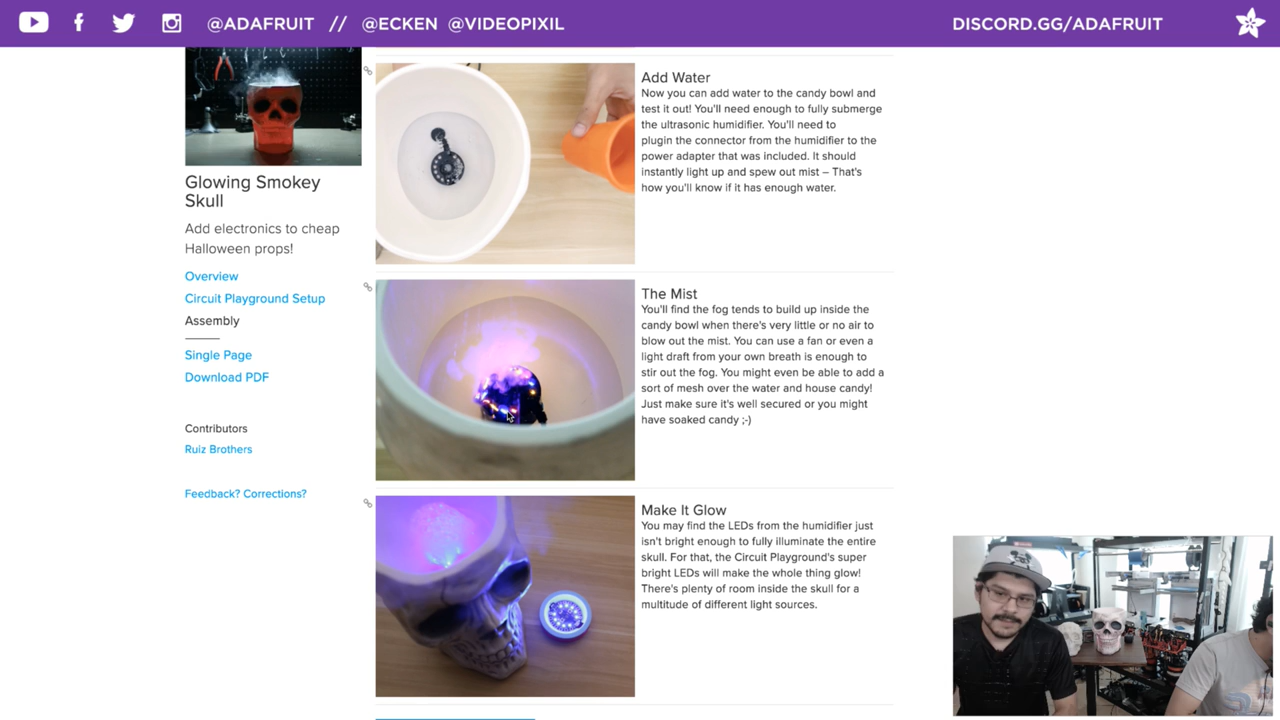 @ADAFRUIT // @ECKEN @VIDEOPIXIL
DISCORD.GG/ADAFRUIT
Glowing Smokey
Skull
Add electronics to cheap
Halloween props!
Overview
Circuit Playground Setup
Assembly
Single Page
Download PDF
Contributors
Ruiz Brothers
Feedback? Corrections?
Add Water
Now you can add water to the candy bowl and
test it out! You'll need enough to fully submerge
the ultrasonic humidifier. You'll need to
plugin the connector from the humidifier to the
power adapter that was included. It should
instantly light up and spew out mist – That's
how you'll know if it has enough water.
The Mist
You'll find the fog tends to build up inside the
candy bowl when there's very little or no air to
blow out the mist. You can use a fan or even a
light draft from your own breath is enough to
stir out the fog. You might even be able to add a
sort of mesh over the water and house candy!
Just make sure it's well secured or you might
have soaked candy ;-)
Make It Glow
You may find the LEDs from the humidifier just
isn't bright enough to fully illuminate the entire
skull. For that, the Circuit Playground's super
bright LEDs will make the whole thing glow!
There's plenty of room inside the skull for a
multitude of different light sources.